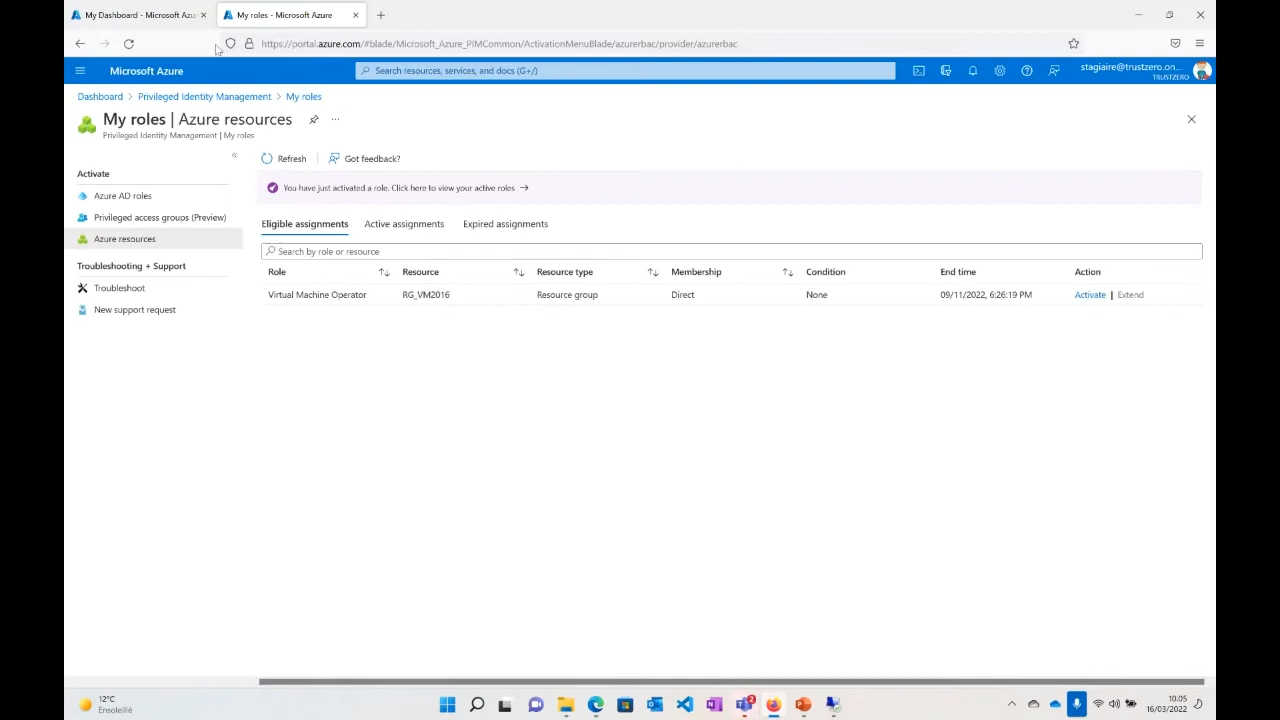 My Dashboard - Microsoft Azu
My roles - Microsoft Azure
https://portal.azure.com/#blade/Microsoft_Azure_PIMCommon/ActivationMenuBlade/azurerbac/provider/azurerbac
Microsoft Azure
Search resources, services, and docs (G+/)
stagiaire@trustzero.on...
TRUSTZERO
Dashboard > Privileged Identity Management > My roles
My roles | Azure resources ...
Privileged Identity Management | My roles
«
Refresh
Got feedback?
Activate
Azure AD roles
Privileged access groups (Preview)
Azure resources
Troubleshooting + Support
Troubleshoot
New support request
You have just activated a role. Click here to view your active roles →
Eligible assignments Active assignments Expired assignments
Search by role or resource
Role Resource Resource type Membership Condition End time Action
Virtual Machine Operator RG_VM2016 Resource group Direct None 09/11/2022, 6:26:19 PM Activate | Extend
12°C
Ensoleillé
2
10:05
16/03/2022